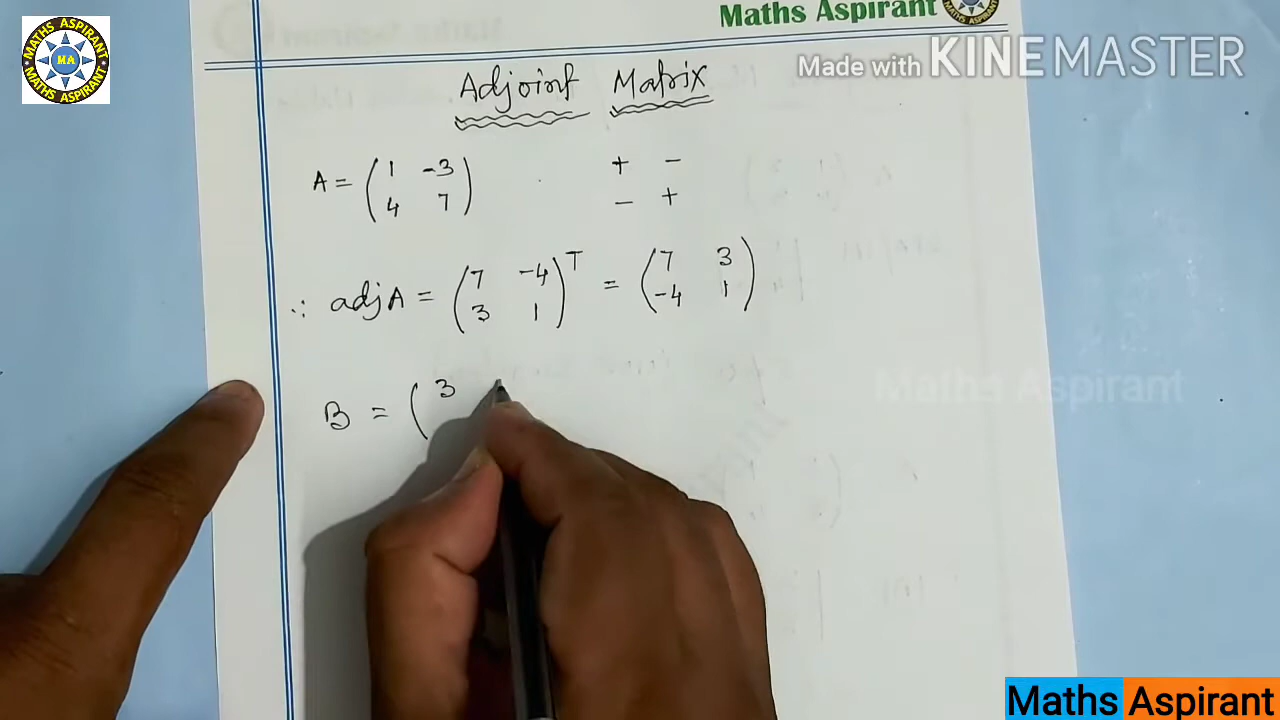 Maths Aspirant
MATHS ASPIRANT
MA
MATHS ASPIRANT
Made with KINEMASTER
Adjoint Matrix
A = ( 1 -3 ) + -
( 4 7 ) - +
∴ adjA = ( 7 -4 )ᵀ = ( 7 3 )
( 3 1 ) ( -4 1 )
Maths Aspirant
B = ( 3
Maths Aspirant